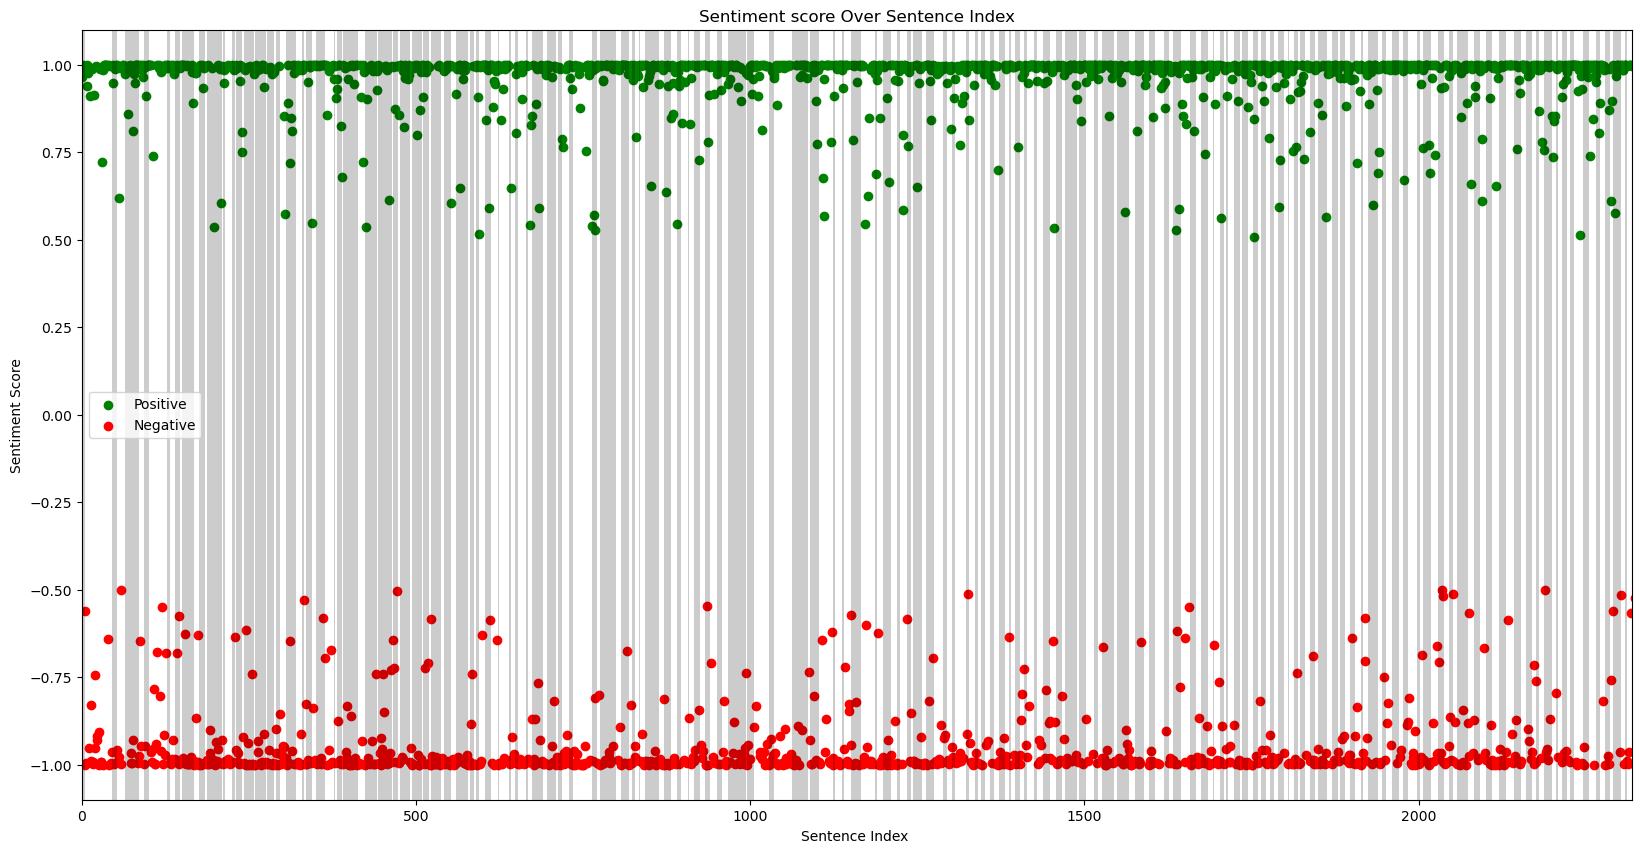 Sentiment score Over Sentence Index
1.00
0.75
0.50
0.25
0.00
−0.25
−0.50
−0.75
−1.00
Sentiment Score
Positive
Negative
0
500
1000
1500
2000
Sentence Index